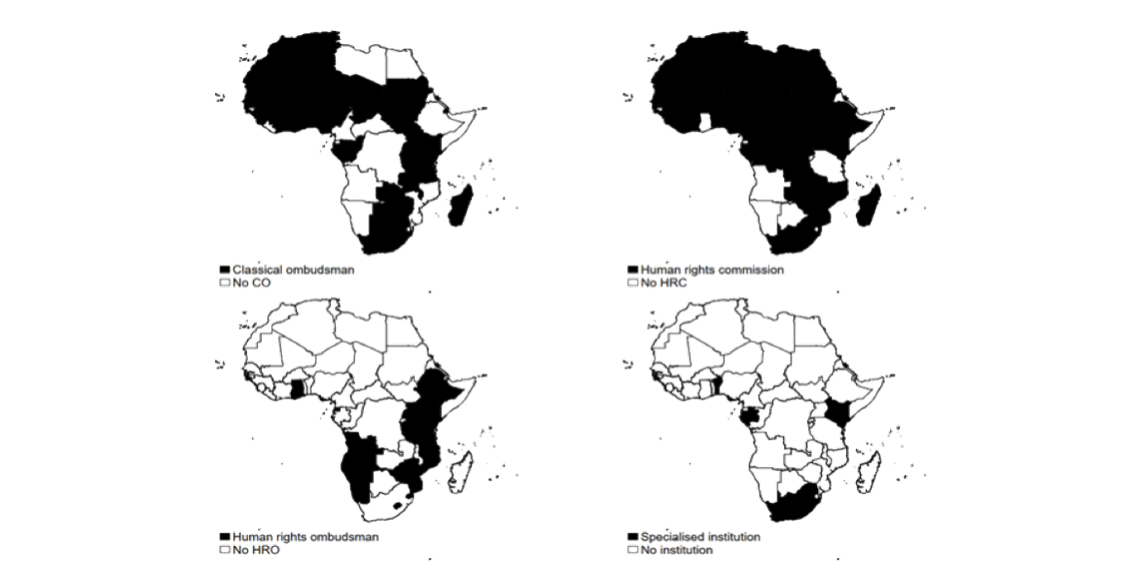 Classical ombudsman
No CO
Human rights commission
No HRC
Human rights ombudsman
No HRO
Specialised institution
No institution